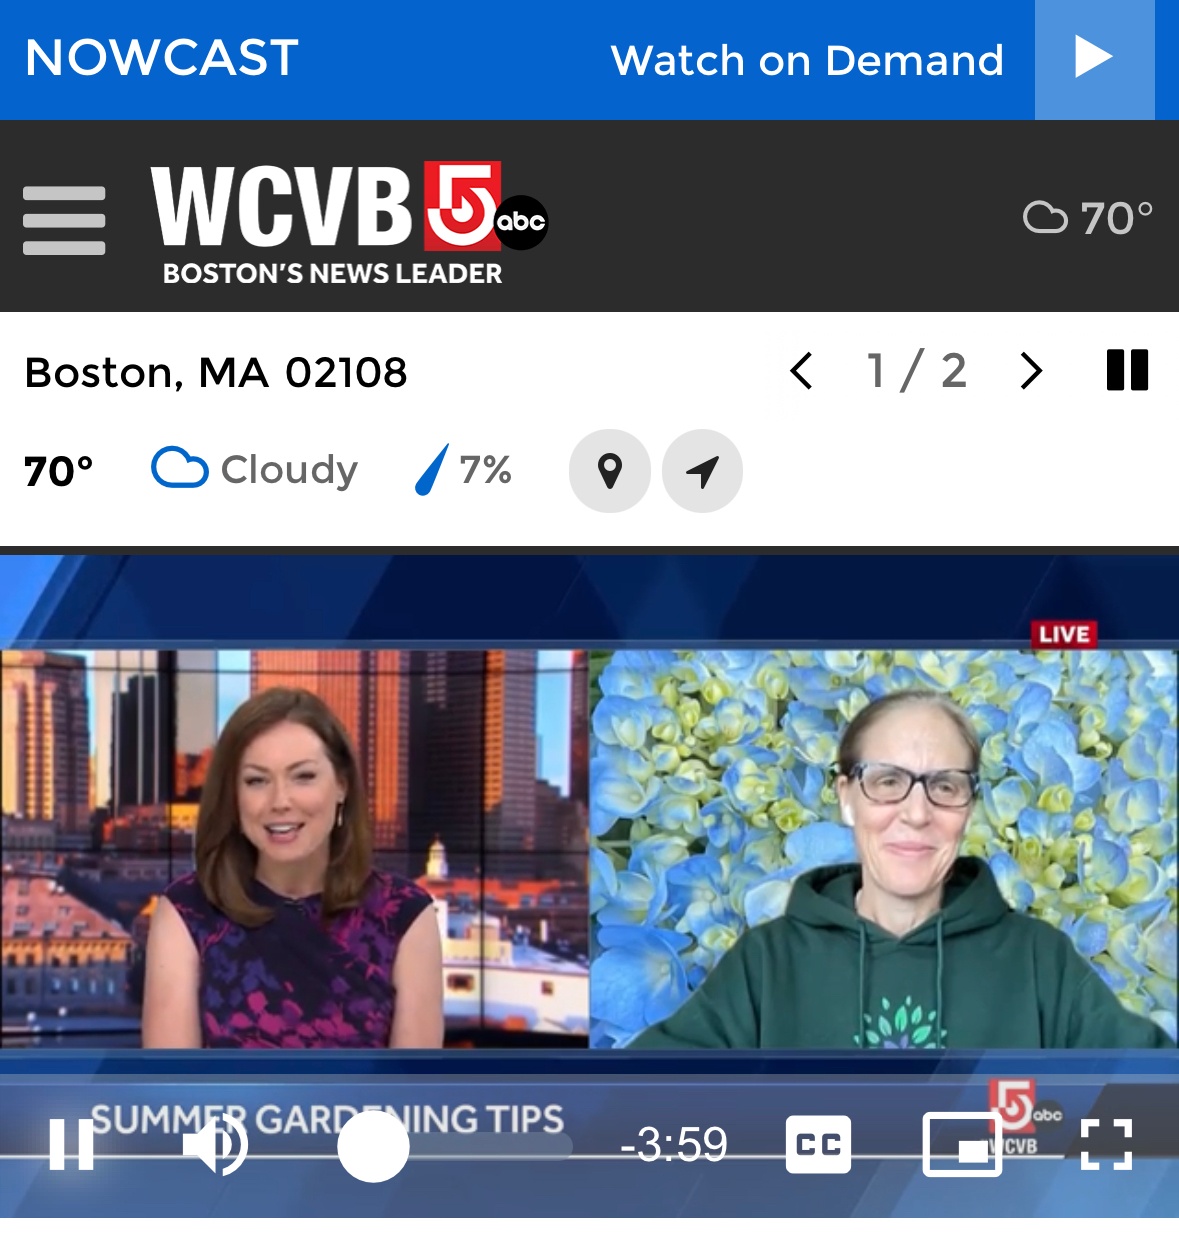 NOWCAST
Watch on Demand
WCVB 5 abc
BOSTON'S NEWS LEADER
70°
Boston, MA 02108
1 / 2
70°
Cloudy
7%
LIVE
SUMMER GARDENING TIPS
5 abc
WCVB
-3:59
CC